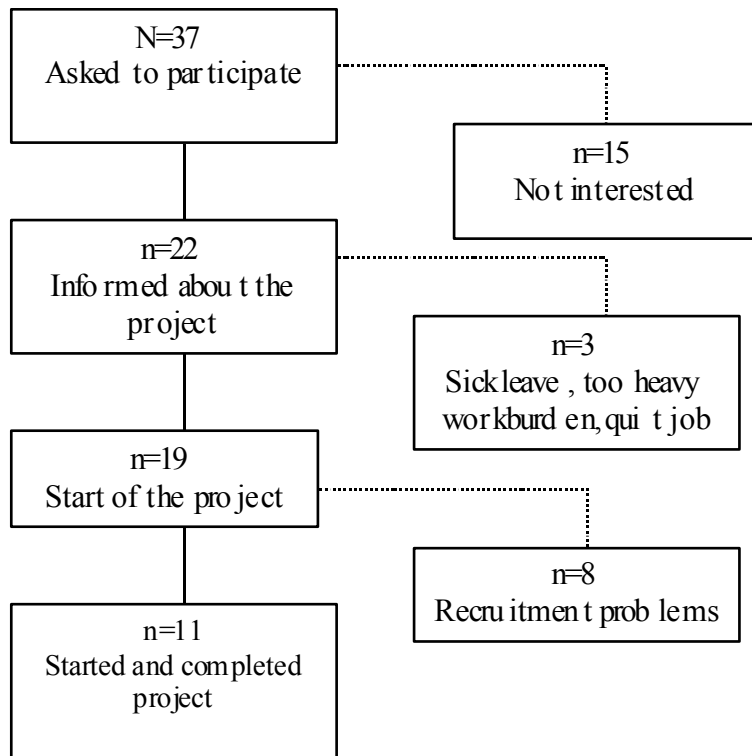 N=37
Asked to participate
n=15
Not interested
n=22
Informed about the
project
n=3
Sickleave , too heavy
workburden,quit job
n=19
Start of the project
n=8
Recruitment problems
n=11
Started and completed
project